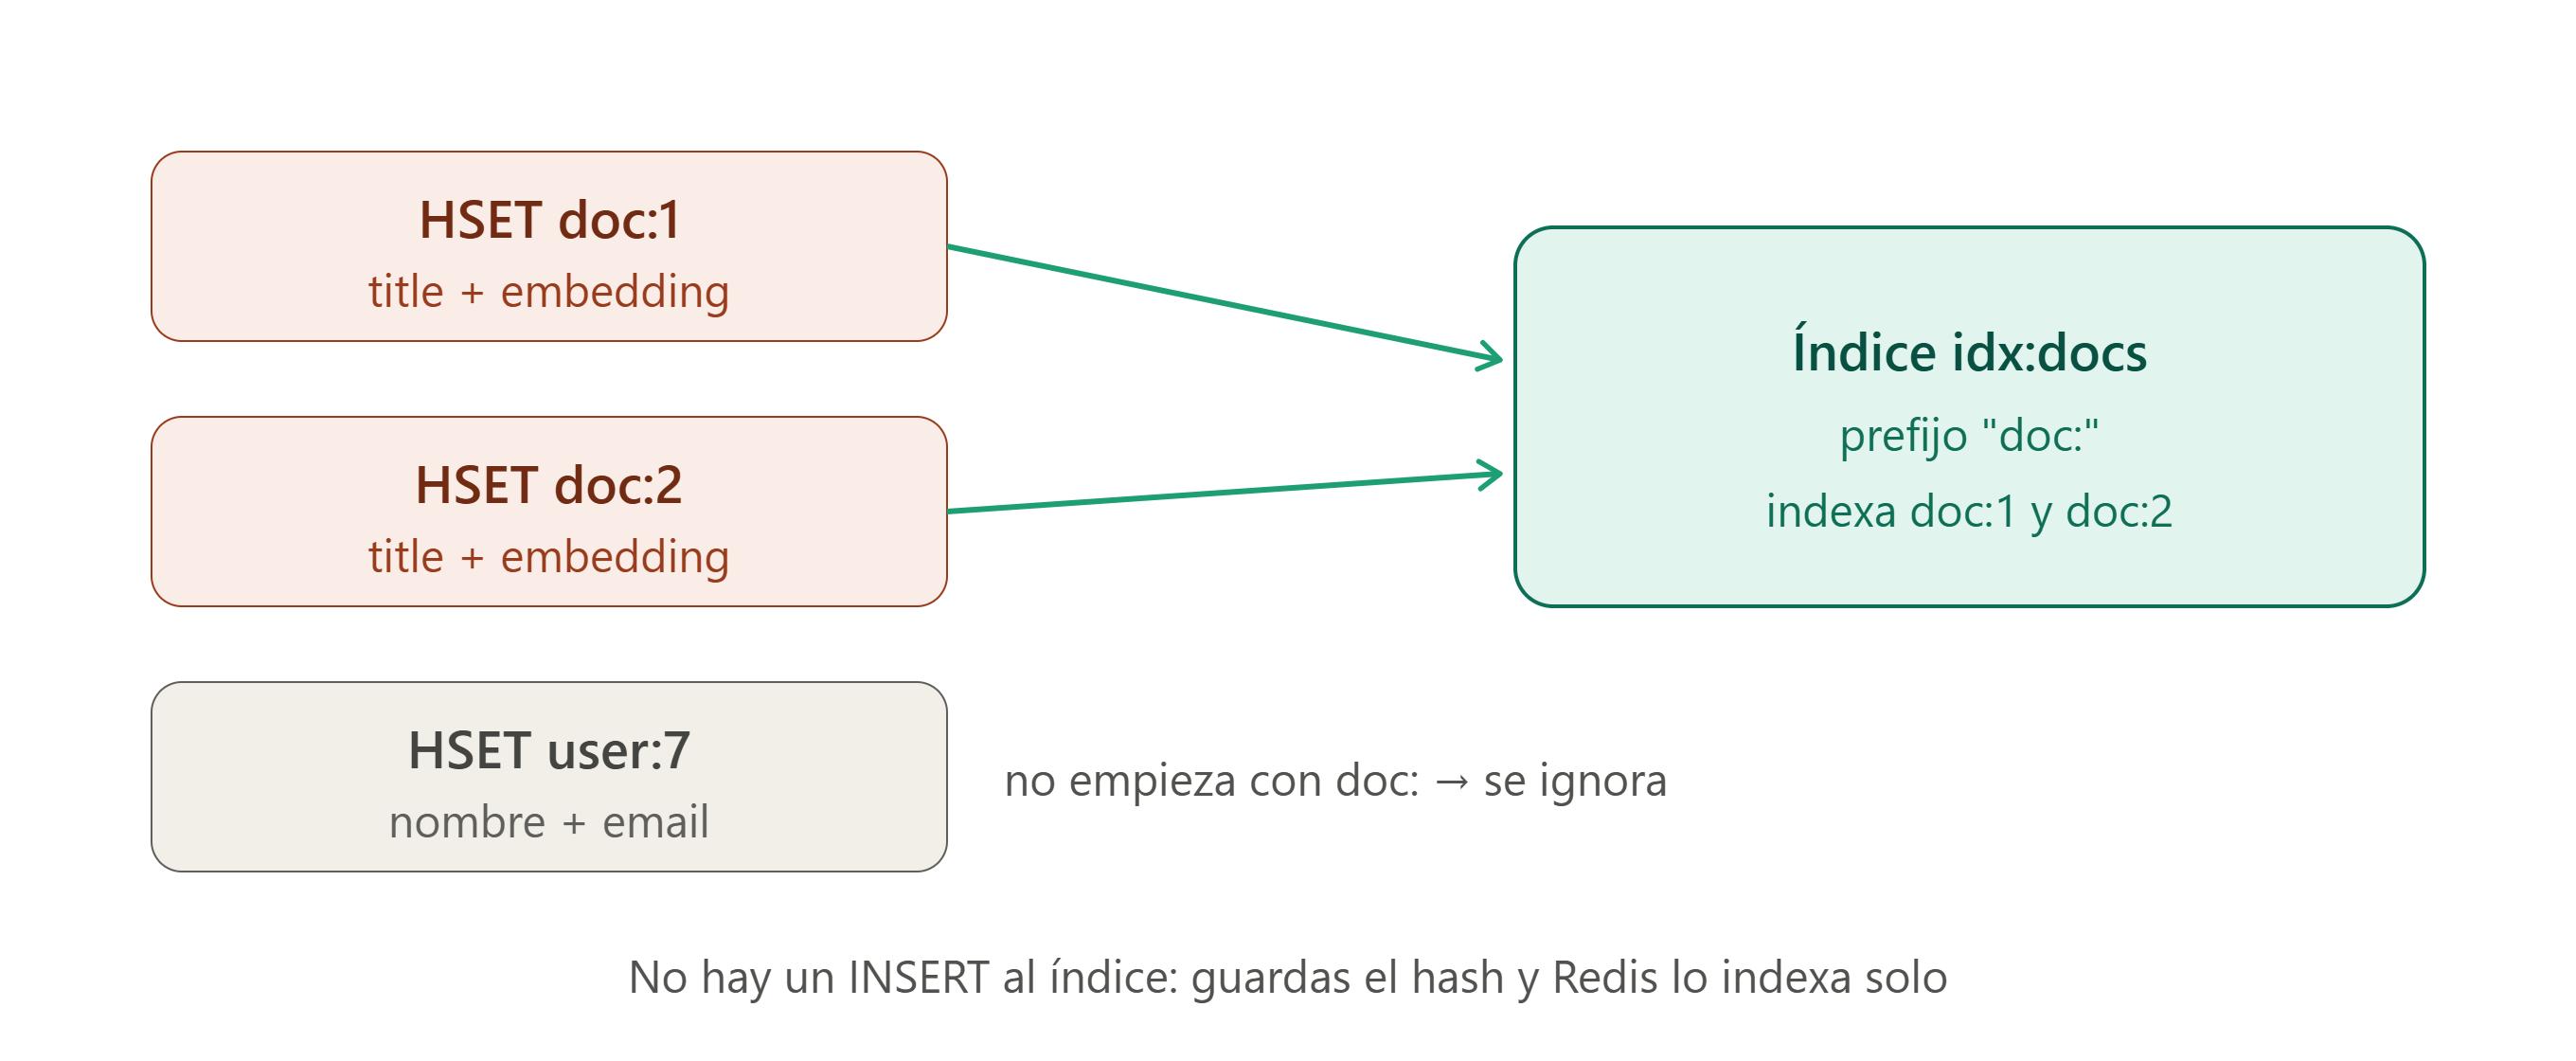 HSET doc:1
title + embedding
HSET doc:2
title + embedding
HSET user:7
nombre + email
Índice idx:docs
prefijo "doc:"
indexa doc:1 y doc:2
no empieza con doc: → se ignora
No hay un INSERT al índice: guardas el hash y Redis lo indexa solo